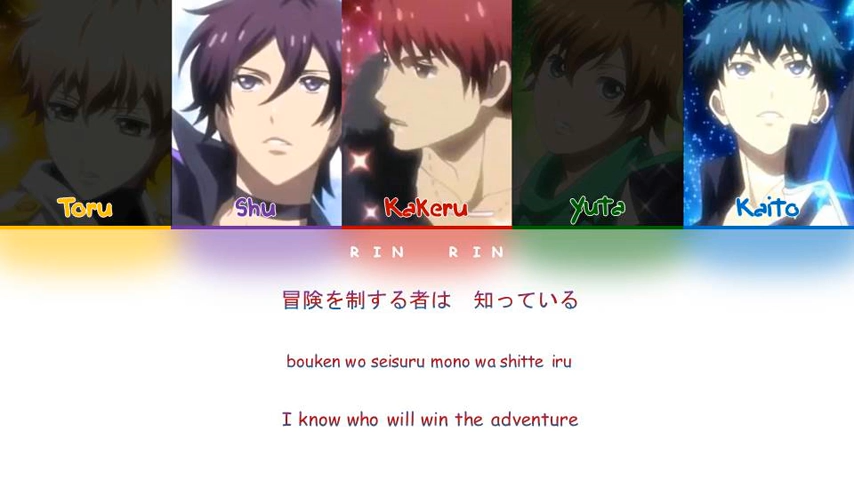 Toru Shu Kakeru Yuta Kaito
RIN RIN
冒険を制する者は　知っている
bouken wo seisuru mono wa shitte iru
I know who will win the adventure